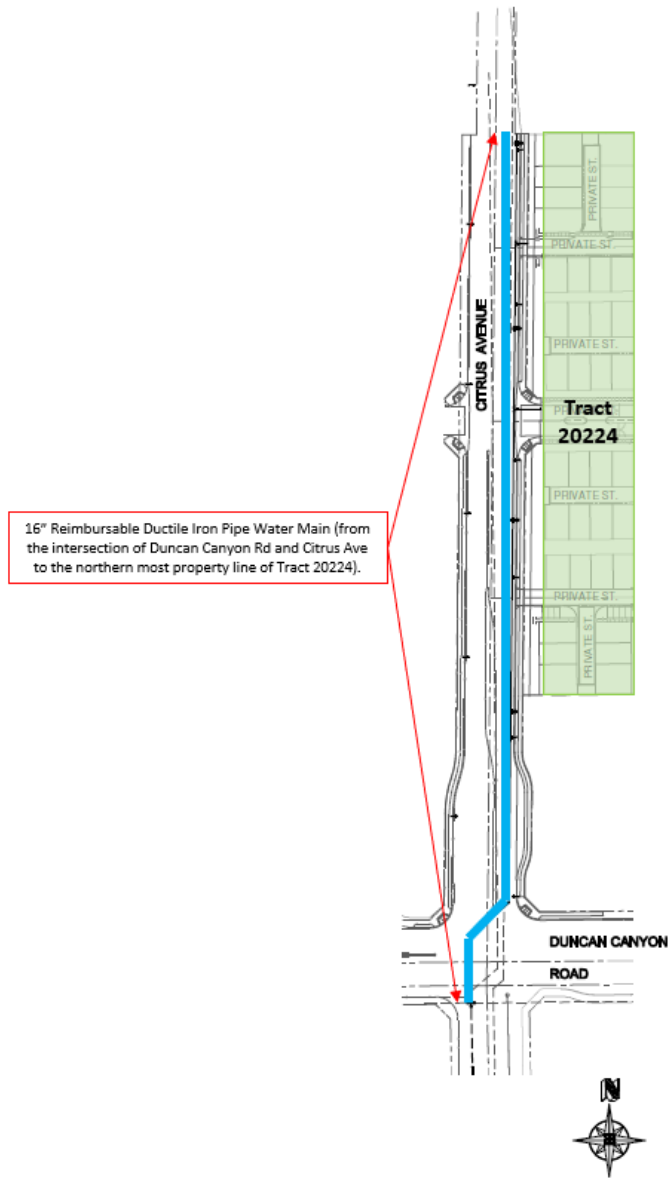 PRIVATE ST.
PRIVATE ST.
CITRUS AVENUE
PRIVATE ST.
Tract
20224
16" Reimbursable Ductile Iron Pipe Water Main (from
the intersection of Duncan Canyon Rd and Citrus Ave
to the northern most property line of Tract 20224).
PRIVATE ST.
PRIVATE ST.
PRIVATE ST.
DUNCAN CANYON
ROAD
N